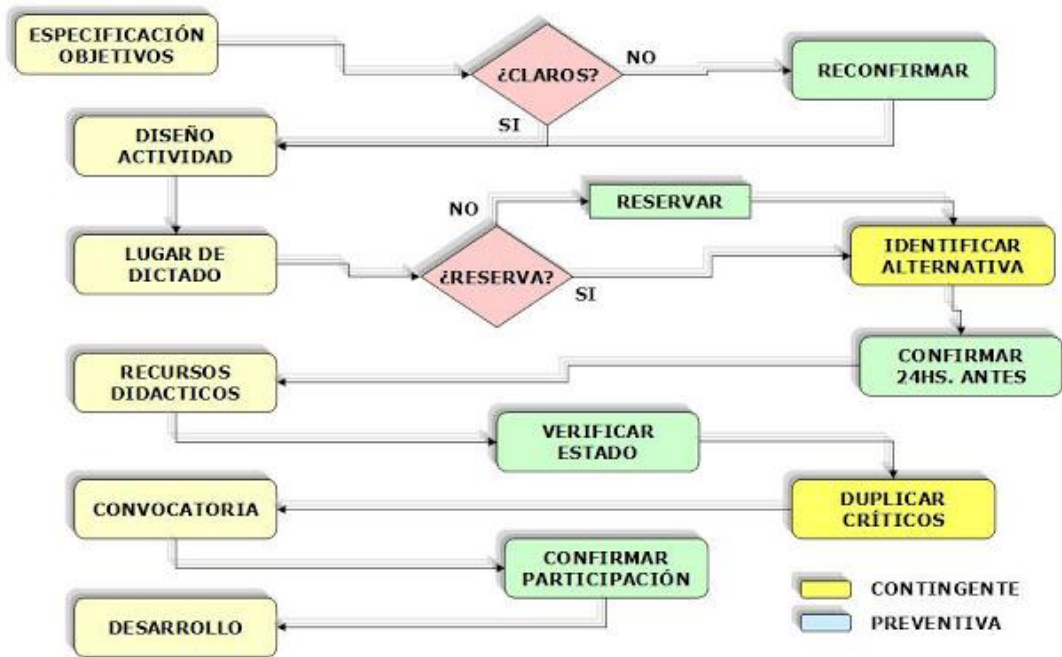 ESPECIFICACIÓN
OBJETIVOS
¿CLAROS?
NO
RECONFIRMAR
SI
DISEÑO
ACTIVIDAD
NO
RESERVAR
LUGAR DE
DICTADO
¿RESERVA?
SI
IDENTIFICAR
ALTERNATIVA
CONFIRMAR
24HS. ANTES
RECURSOS
DIDACTICOS
VERIFICAR
ESTADO
DUPLICAR
CRÍTICOS
CONVOCATORIA
CONFIRMAR
PARTICIPACIÓN
DESARROLLO
CONTINGENTE
PREVENTIVA